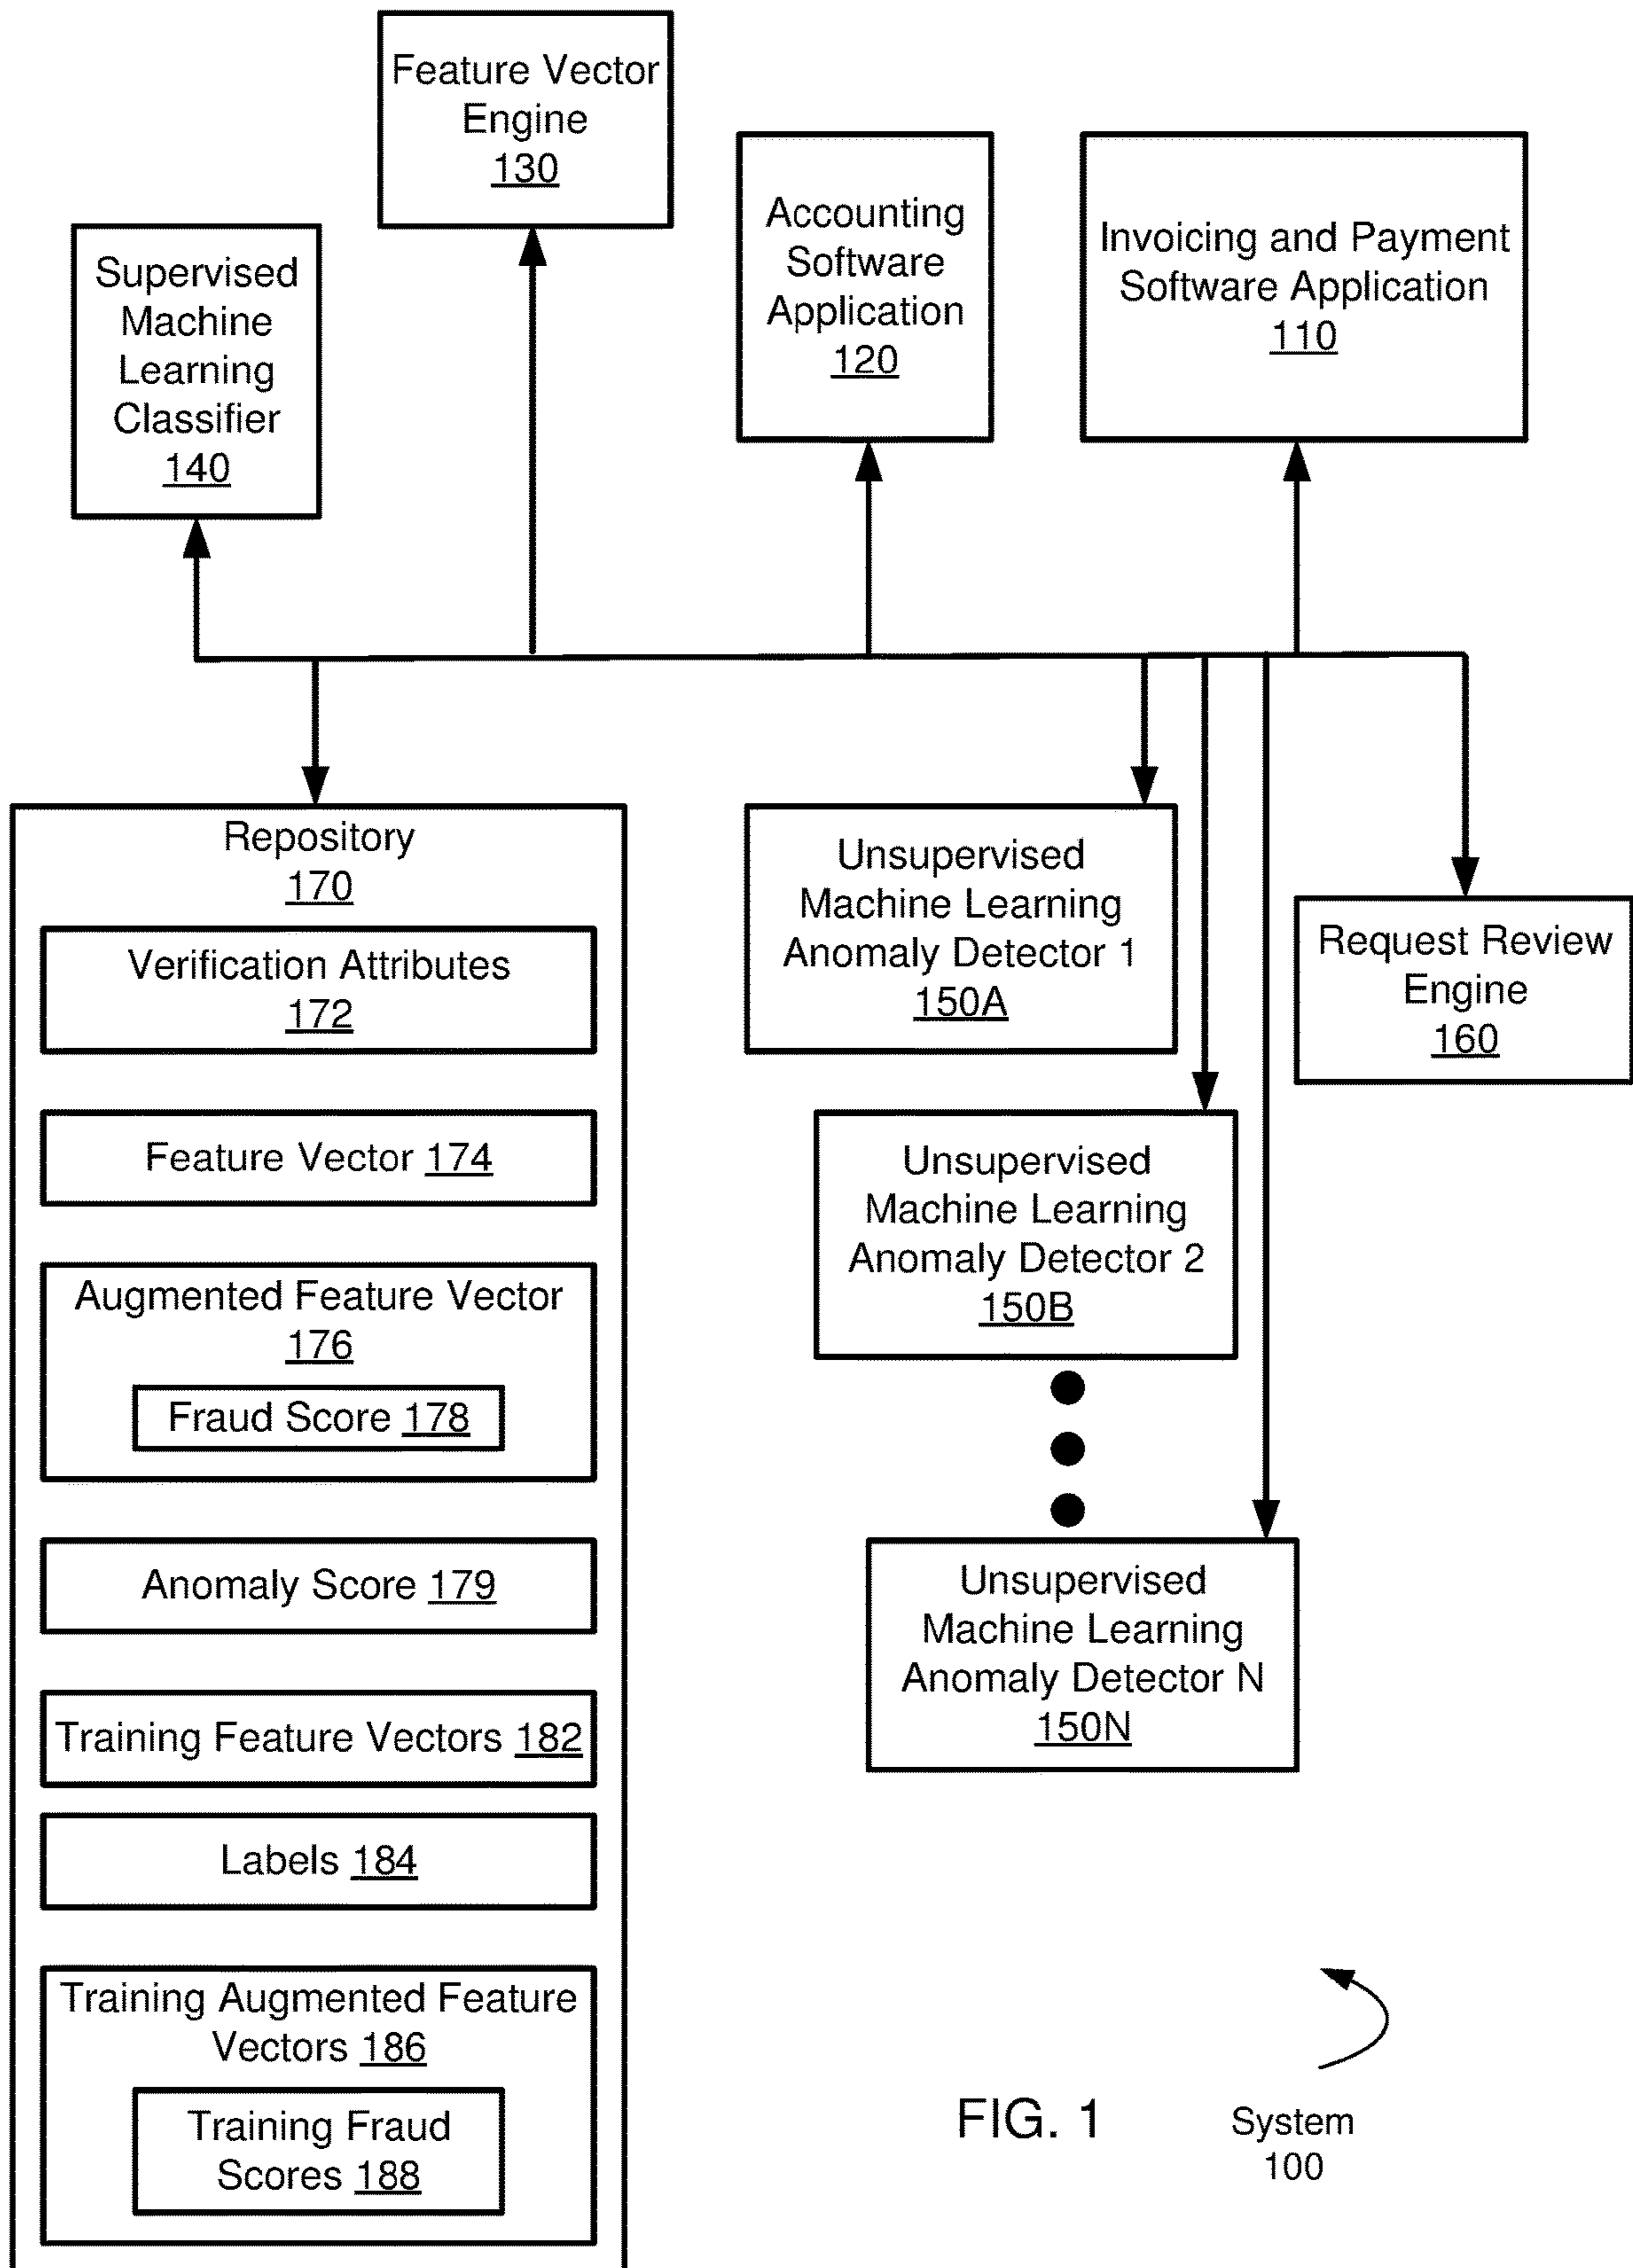 Feature Vector
Engine
130
Accounting
Software
Application
120
Invoicing and Payment
Software Application
110
Supervised
Machine
Learning
Classifier
140
Repository
170
Verification Attributes
172
Feature Vector 174
Augmented Feature Vector
176
Fraud Score 178
Anomaly Score 179
Training Feature Vectors 182
Labels 184
Training Augmented Feature
Vectors 186
Training Fraud
Scores 188
Unsupervised
Machine Learning
Anomaly Detector 1
150A
Unsupervised
Machine Learning
Anomaly Detector 2
150B
Unsupervised
Machine Learning
Anomaly Detector N
150N
Request Review
Engine
160
FIG. 1
System
100